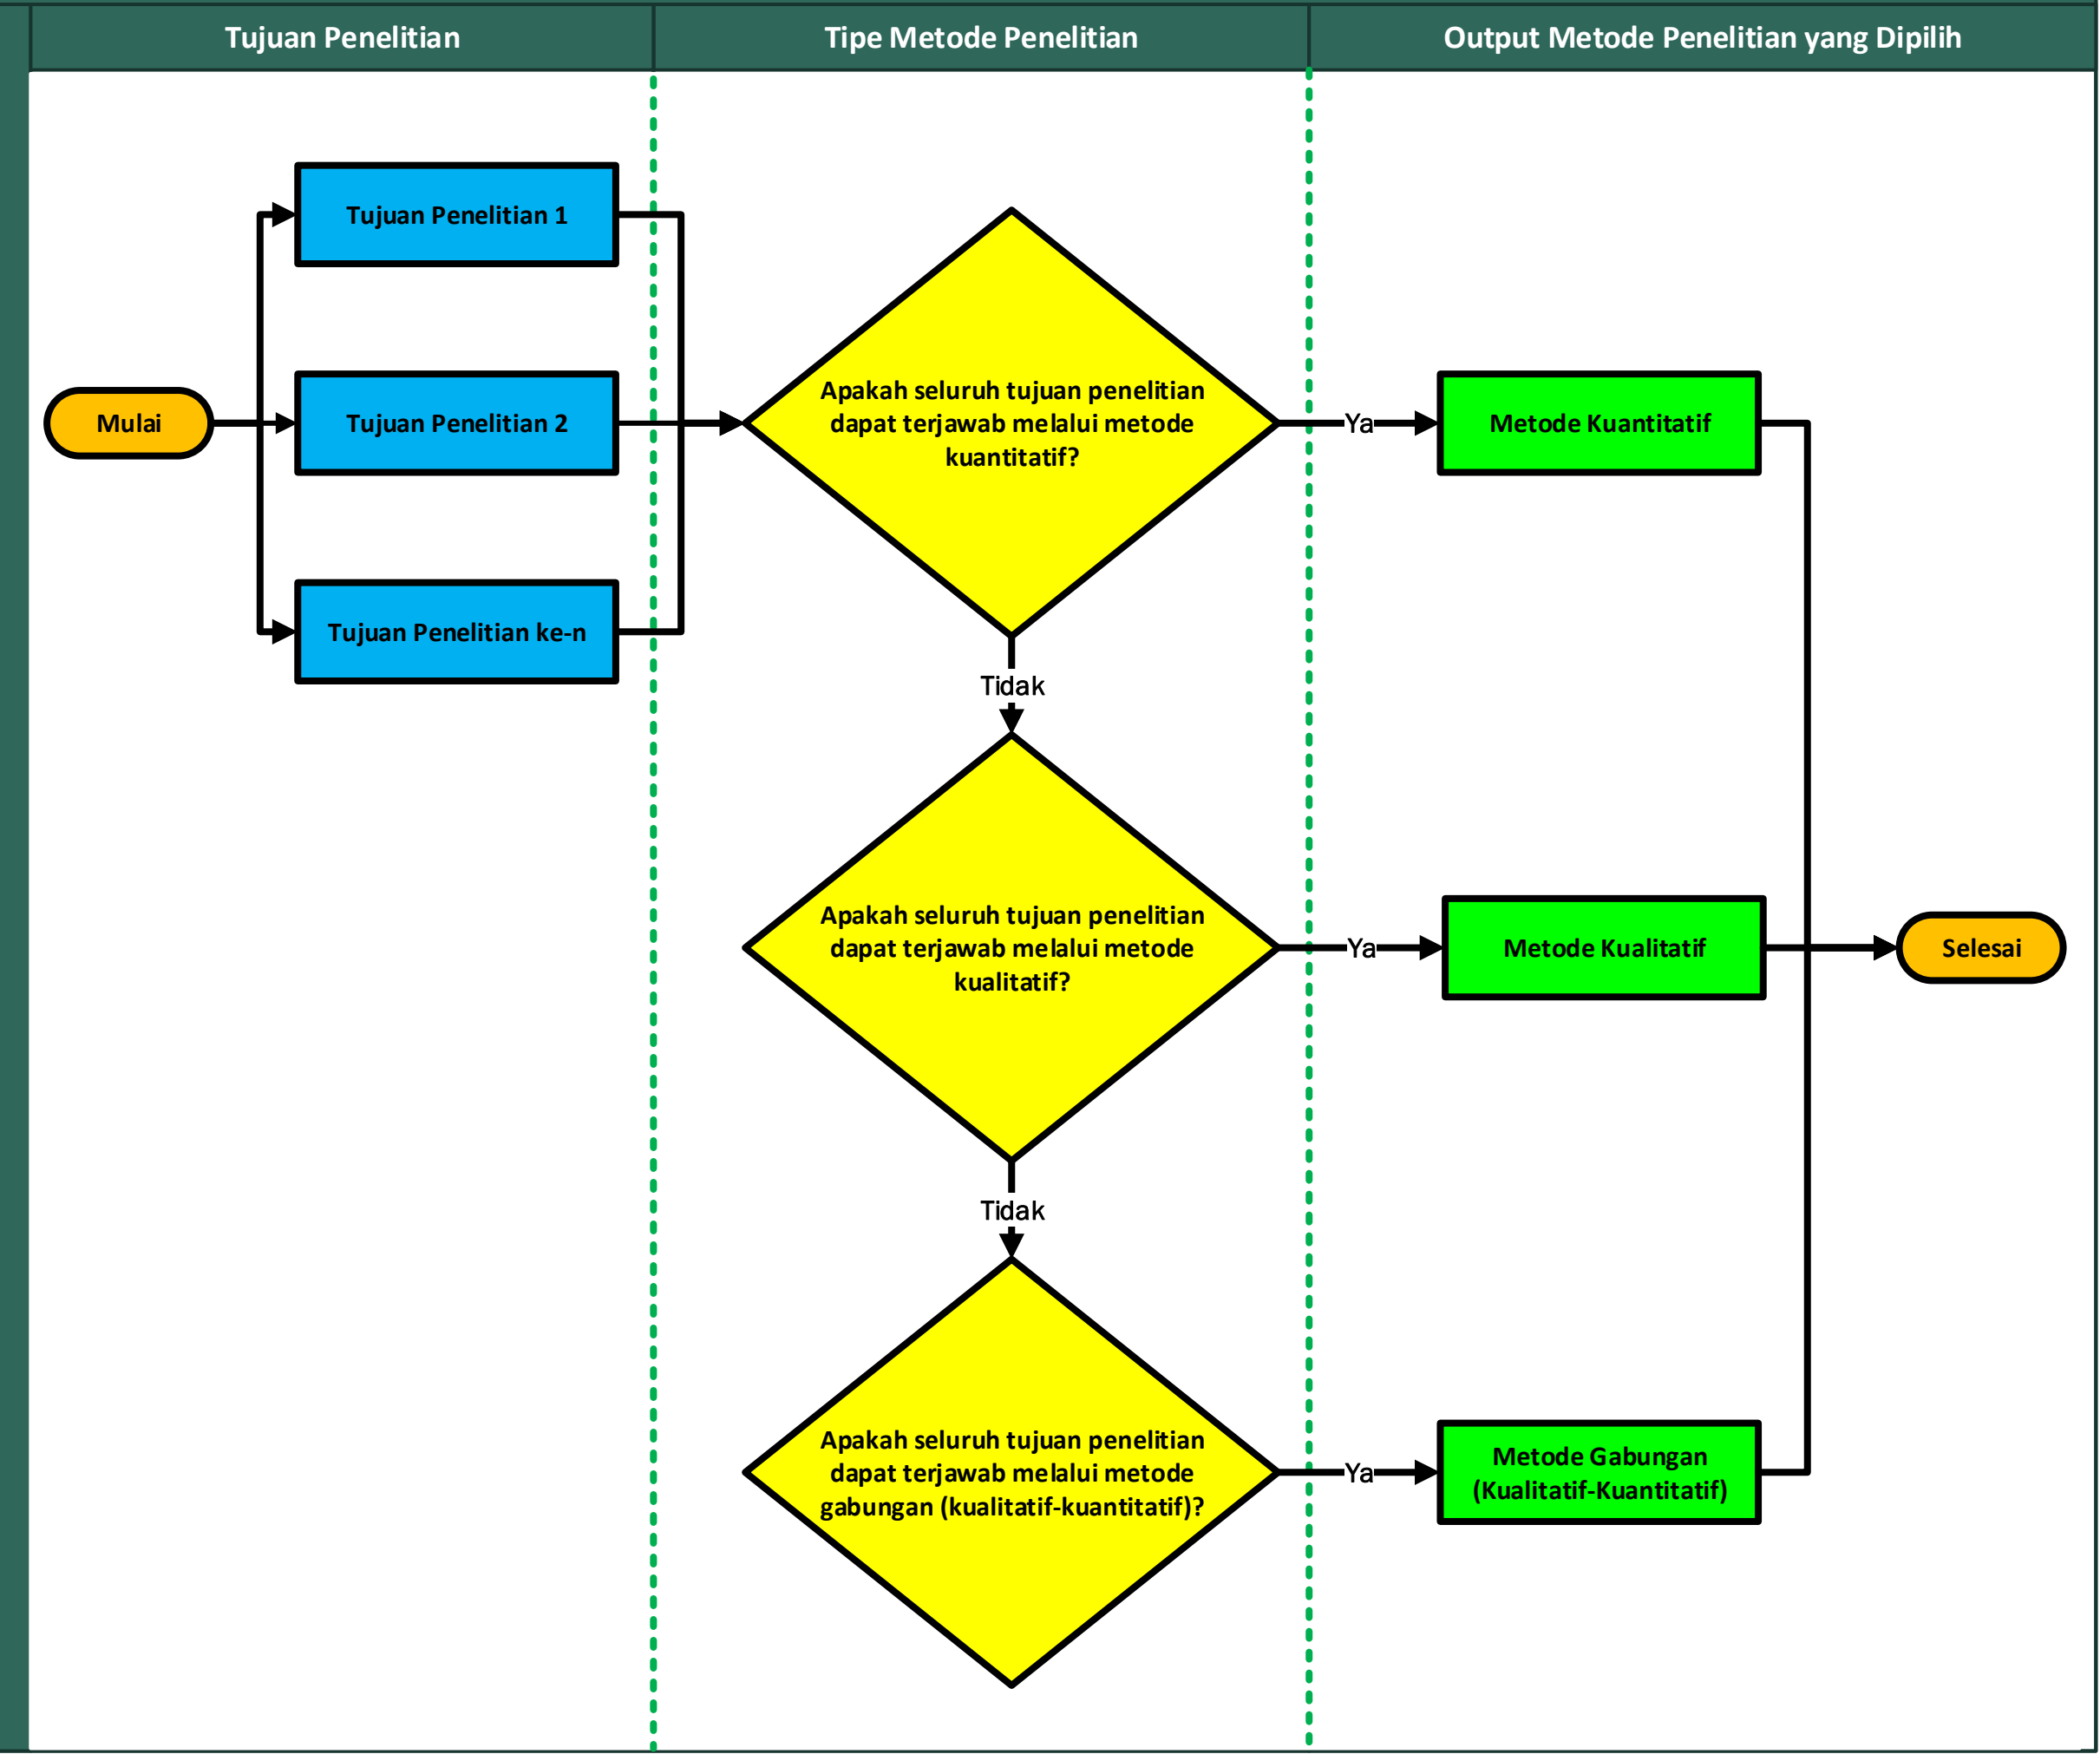 Tujuan Penelitian
Tipe Metode Penelitian
Output Metode Penelitian yang Dipilih
Mulai
Tujuan Penelitian 1
Tujuan Penelitian 2
Tujuan Penelitian ke-n
Apakah seluruh tujuan penelitian
dapat terjawab melalui metode
kuantitatif?
Ya
Metode Kuantitatif
Tidak
Apakah seluruh tujuan penelitian
dapat terjawab melalui metode
kualitatif?
Ya
Metode Kualitatif
Selesai
Tidak
Apakah seluruh tujuan penelitian
dapat terjawab melalui metode
gabungan (kualitatif-kuantitatif)?
Ya
Metode Gabungan
(Kualitatif-Kuantitatif)